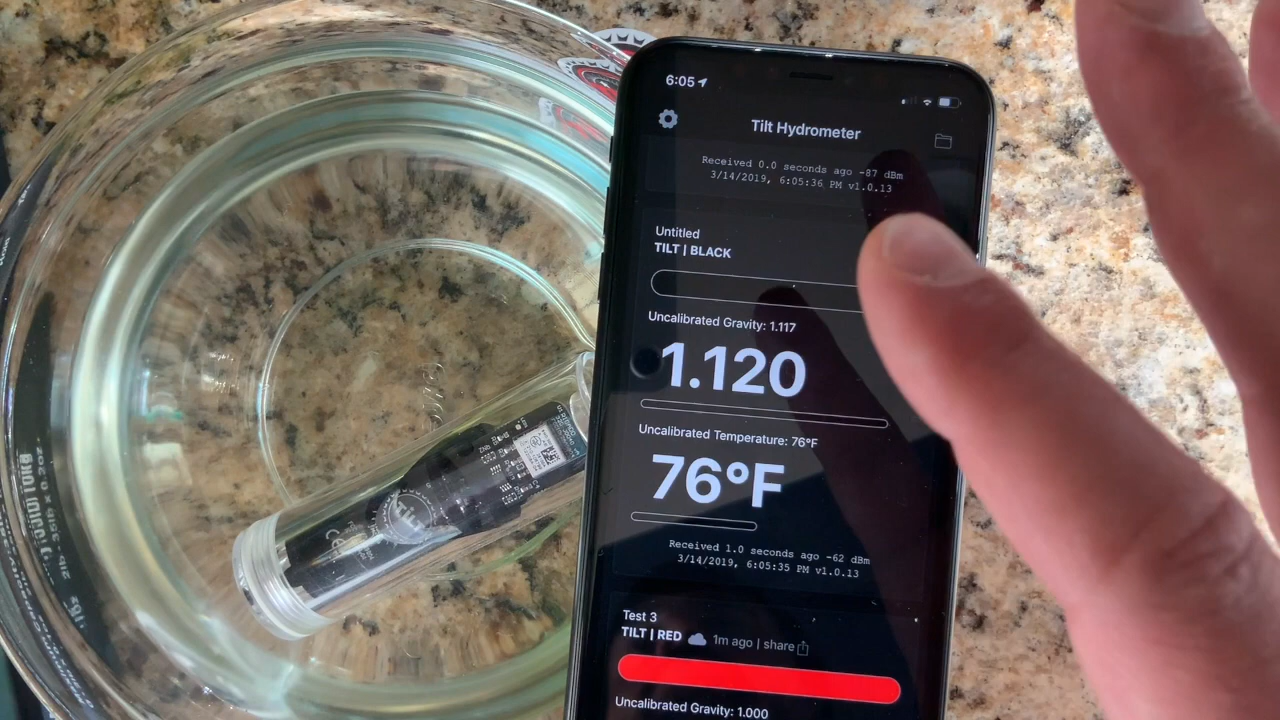 6:05
Tilt Hydrometer
Received 0.0 seconds ago -87 dBm
3/14/2019, 6:05:36 PM v1.0.13
Untitled
TILT | BLACK
Uncalibrated Gravity: 1.117
1.120
Uncalibrated Temperature: 76°F
76°F
Received 1.0 seconds ago -62 dBm
3/14/2019, 6:05:35 PM v1.0.13
Test 3
TILT | RED 1m ago | share
Uncalibrated Gravity: 1.000
TILT
CE